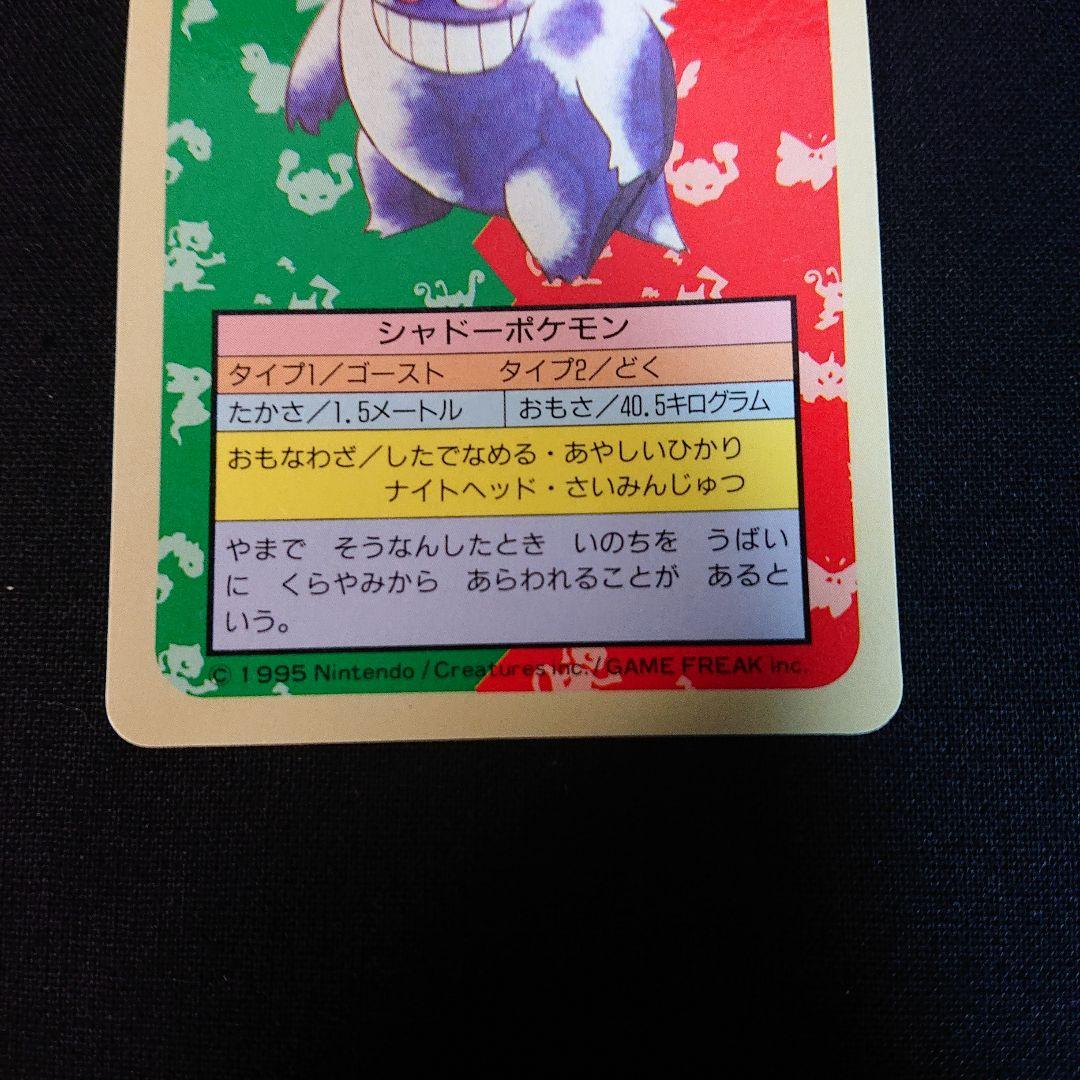 シャドーポケモン
タイプ1/ゴースト　タイプ2/どく
たかさ/1.5メートル　おもさ/40.5キログラム
おもなわざ/したでなめる・あやしいひかり
ナイトヘッド・さいみんじゅつ
やまで　そうなんしたとき　いのちを　うばい
に　くらやみから　あらわれることが　あると
いう。
© 1995 Nintendo/Creatures inc./GAME FREAK inc.